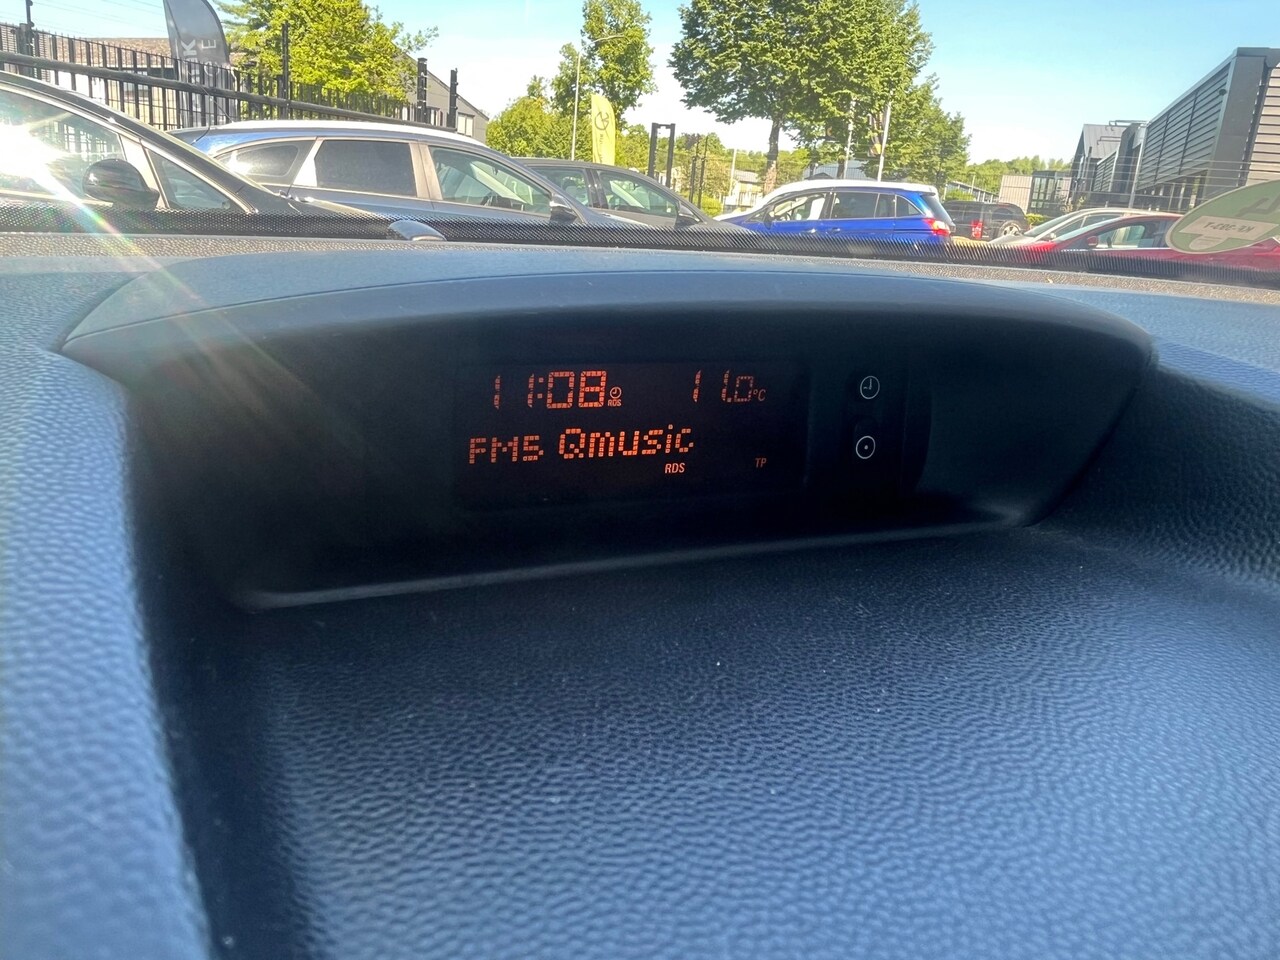 11:08 RDS 11.0°C
FM5 Qmusic
RDS TP